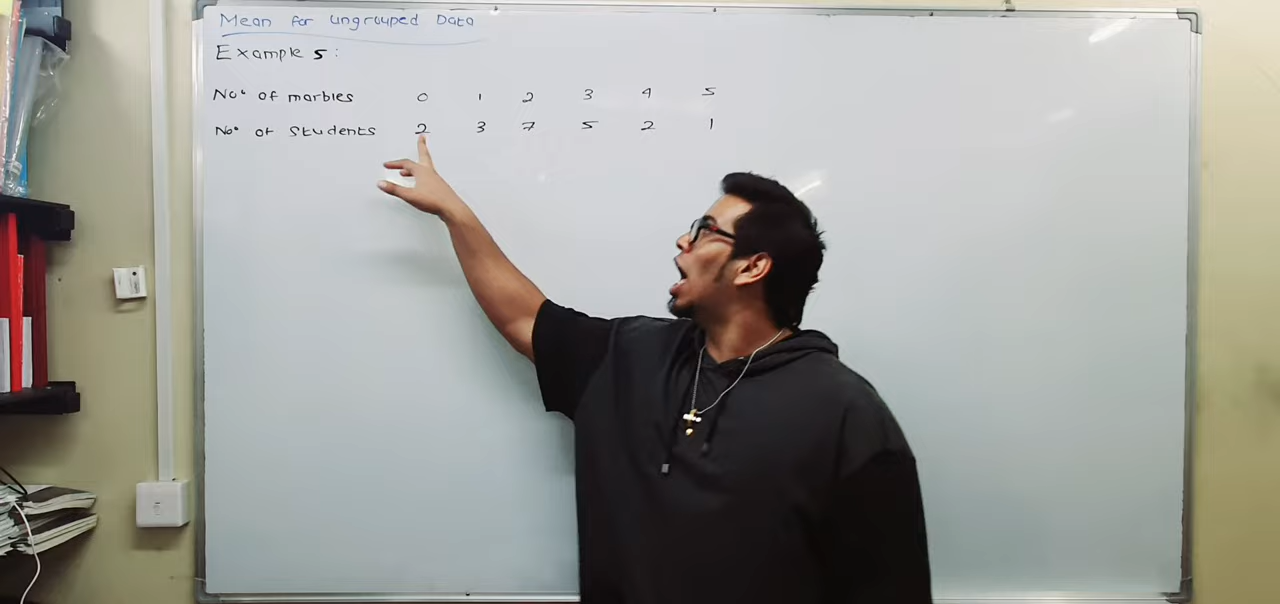 Mean for ungrouped Data
Example 5:
No. of marbles 0 1 2 3 4 5
No. of Students 2 3 7 5 2 1